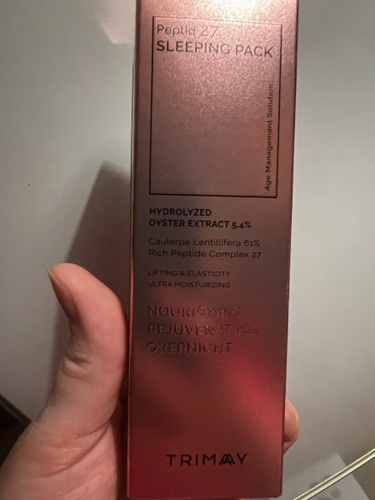 Peptid 27
SLEEPING PACK
Age Management Solution
HYDROLYZED
OYSTER EXTRACT 5.4%
Caulerpa Lentillifera 61%
Rich Peptide Complex 27
LIFTING & ELASTICITY
ULTRA MOISTURIZING
NOURISHING
REJUVENATING
OVERNIGHT
TRIMAY